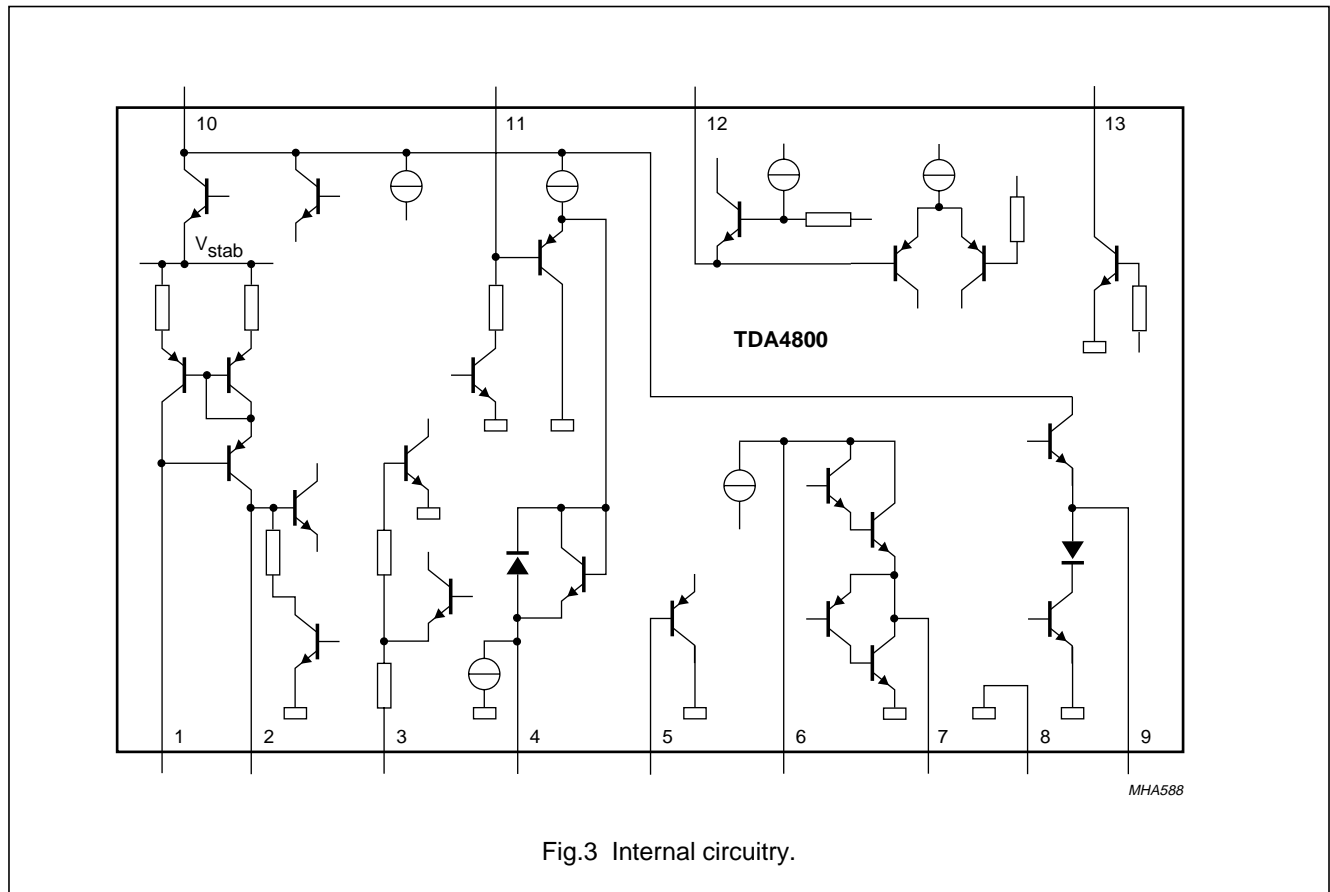 10 11 12 13
V stab
TDA4800
1 2 3 4 5 6 7 8 9
MHA588
Fig.3 Internal circuitry.